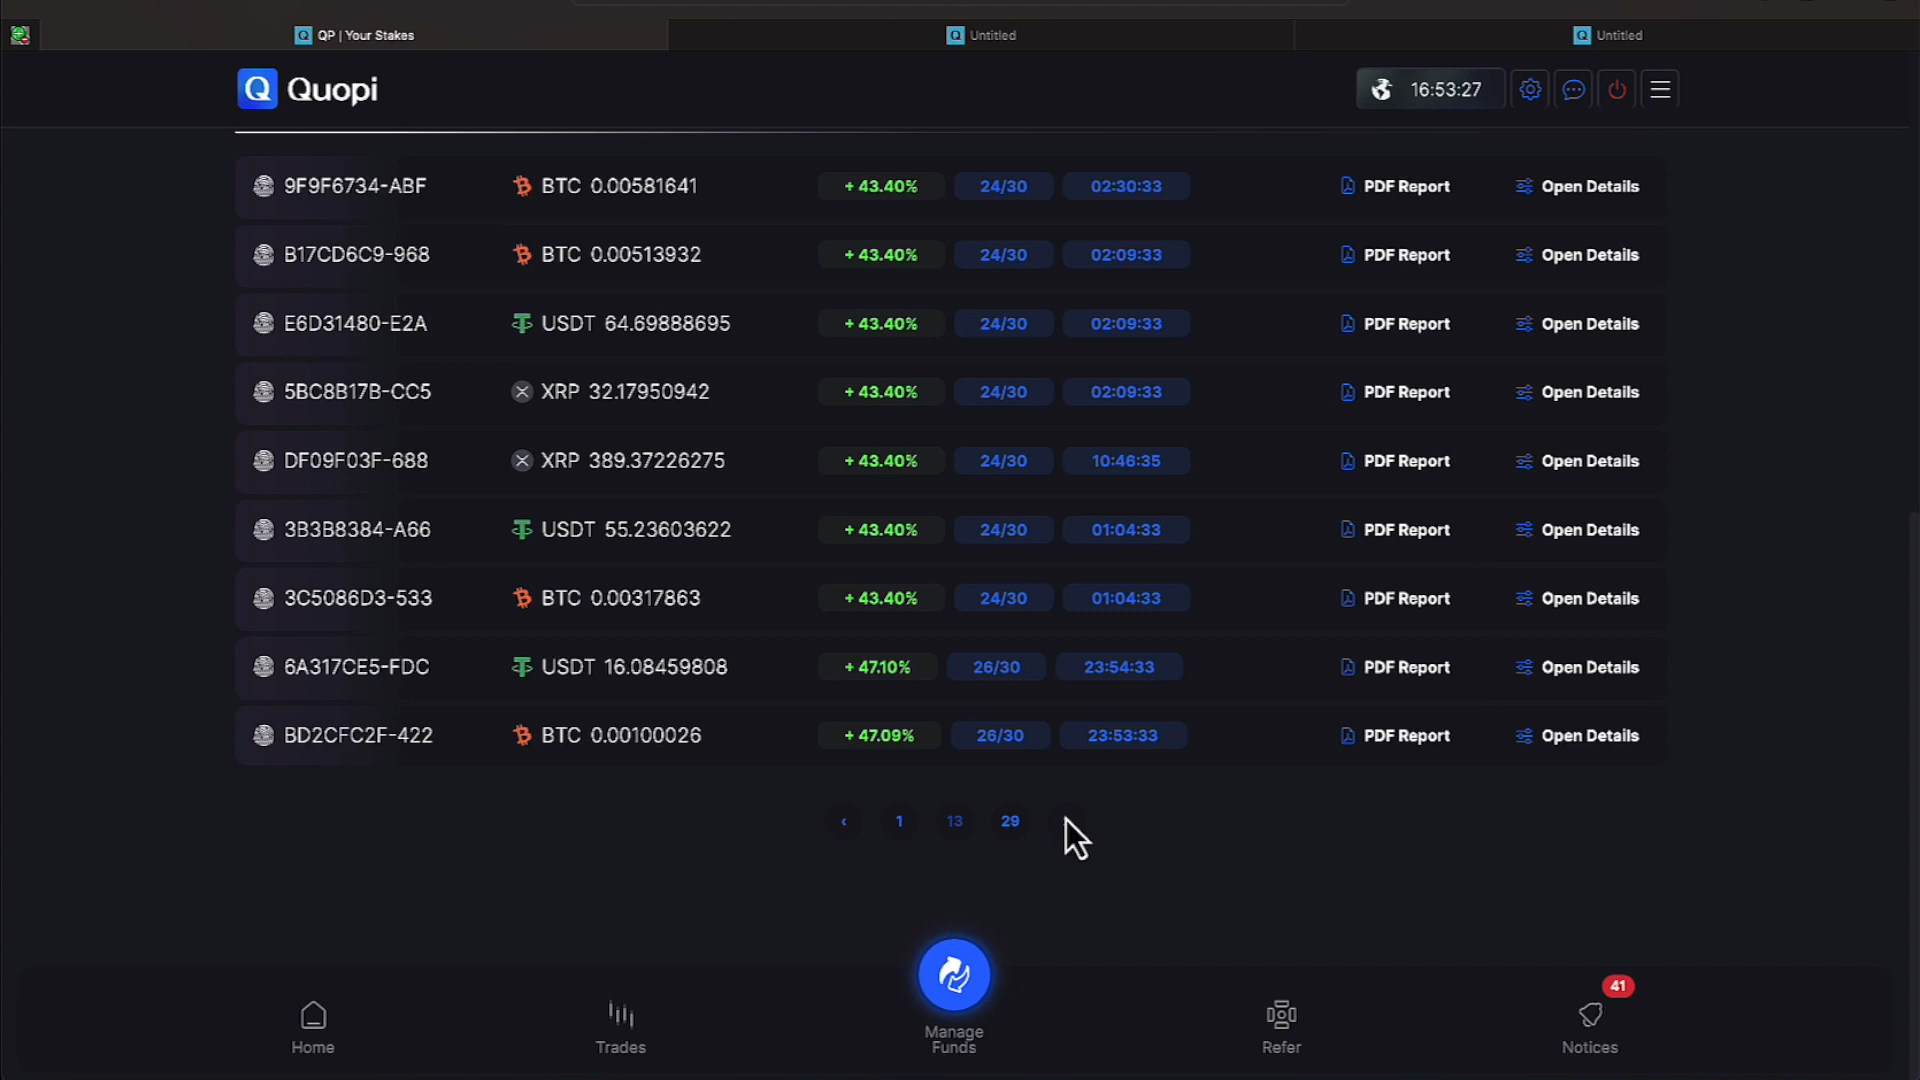 QP | Your Stakes
Untitled
Untitled
Quopi
16:53:27
9F9F6734-ABF BTC 0.00581641 + 43.40% 24/30 02:30:33 PDF Report Open Details
B17CD6C9-968 BTC 0.00513932 + 43.40% 24/30 02:09:33 PDF Report Open Details
E6D31480-E2A USDT 64.69888695 + 43.40% 24/30 02:09:33 PDF Report Open Details
5BC8B17B-CC5 XRP 32.17950942 + 43.40% 24/30 02:09:33 PDF Report Open Details
DF09F03F-688 XRP 389.37226275 + 43.40% 24/30 10:46:35 PDF Report Open Details
3B3B8384-A66 USDT 55.23603622 + 43.40% 24/30 01:04:33 PDF Report Open Details
3C5086D3-533 BTC 0.00317863 + 43.40% 24/30 01:04:33 PDF Report Open Details
6A317CE5-FDC USDT 16.08459808 + 47.10% 26/30 23:54:33 PDF Report Open Details
BD2CFC2F-422 BTC 0.00100026 + 47.09% 26/30 23:53:33 PDF Report Open Details
‹ 1 13 29
Home
Trades
Manage
Funds
Refer
41
Notices